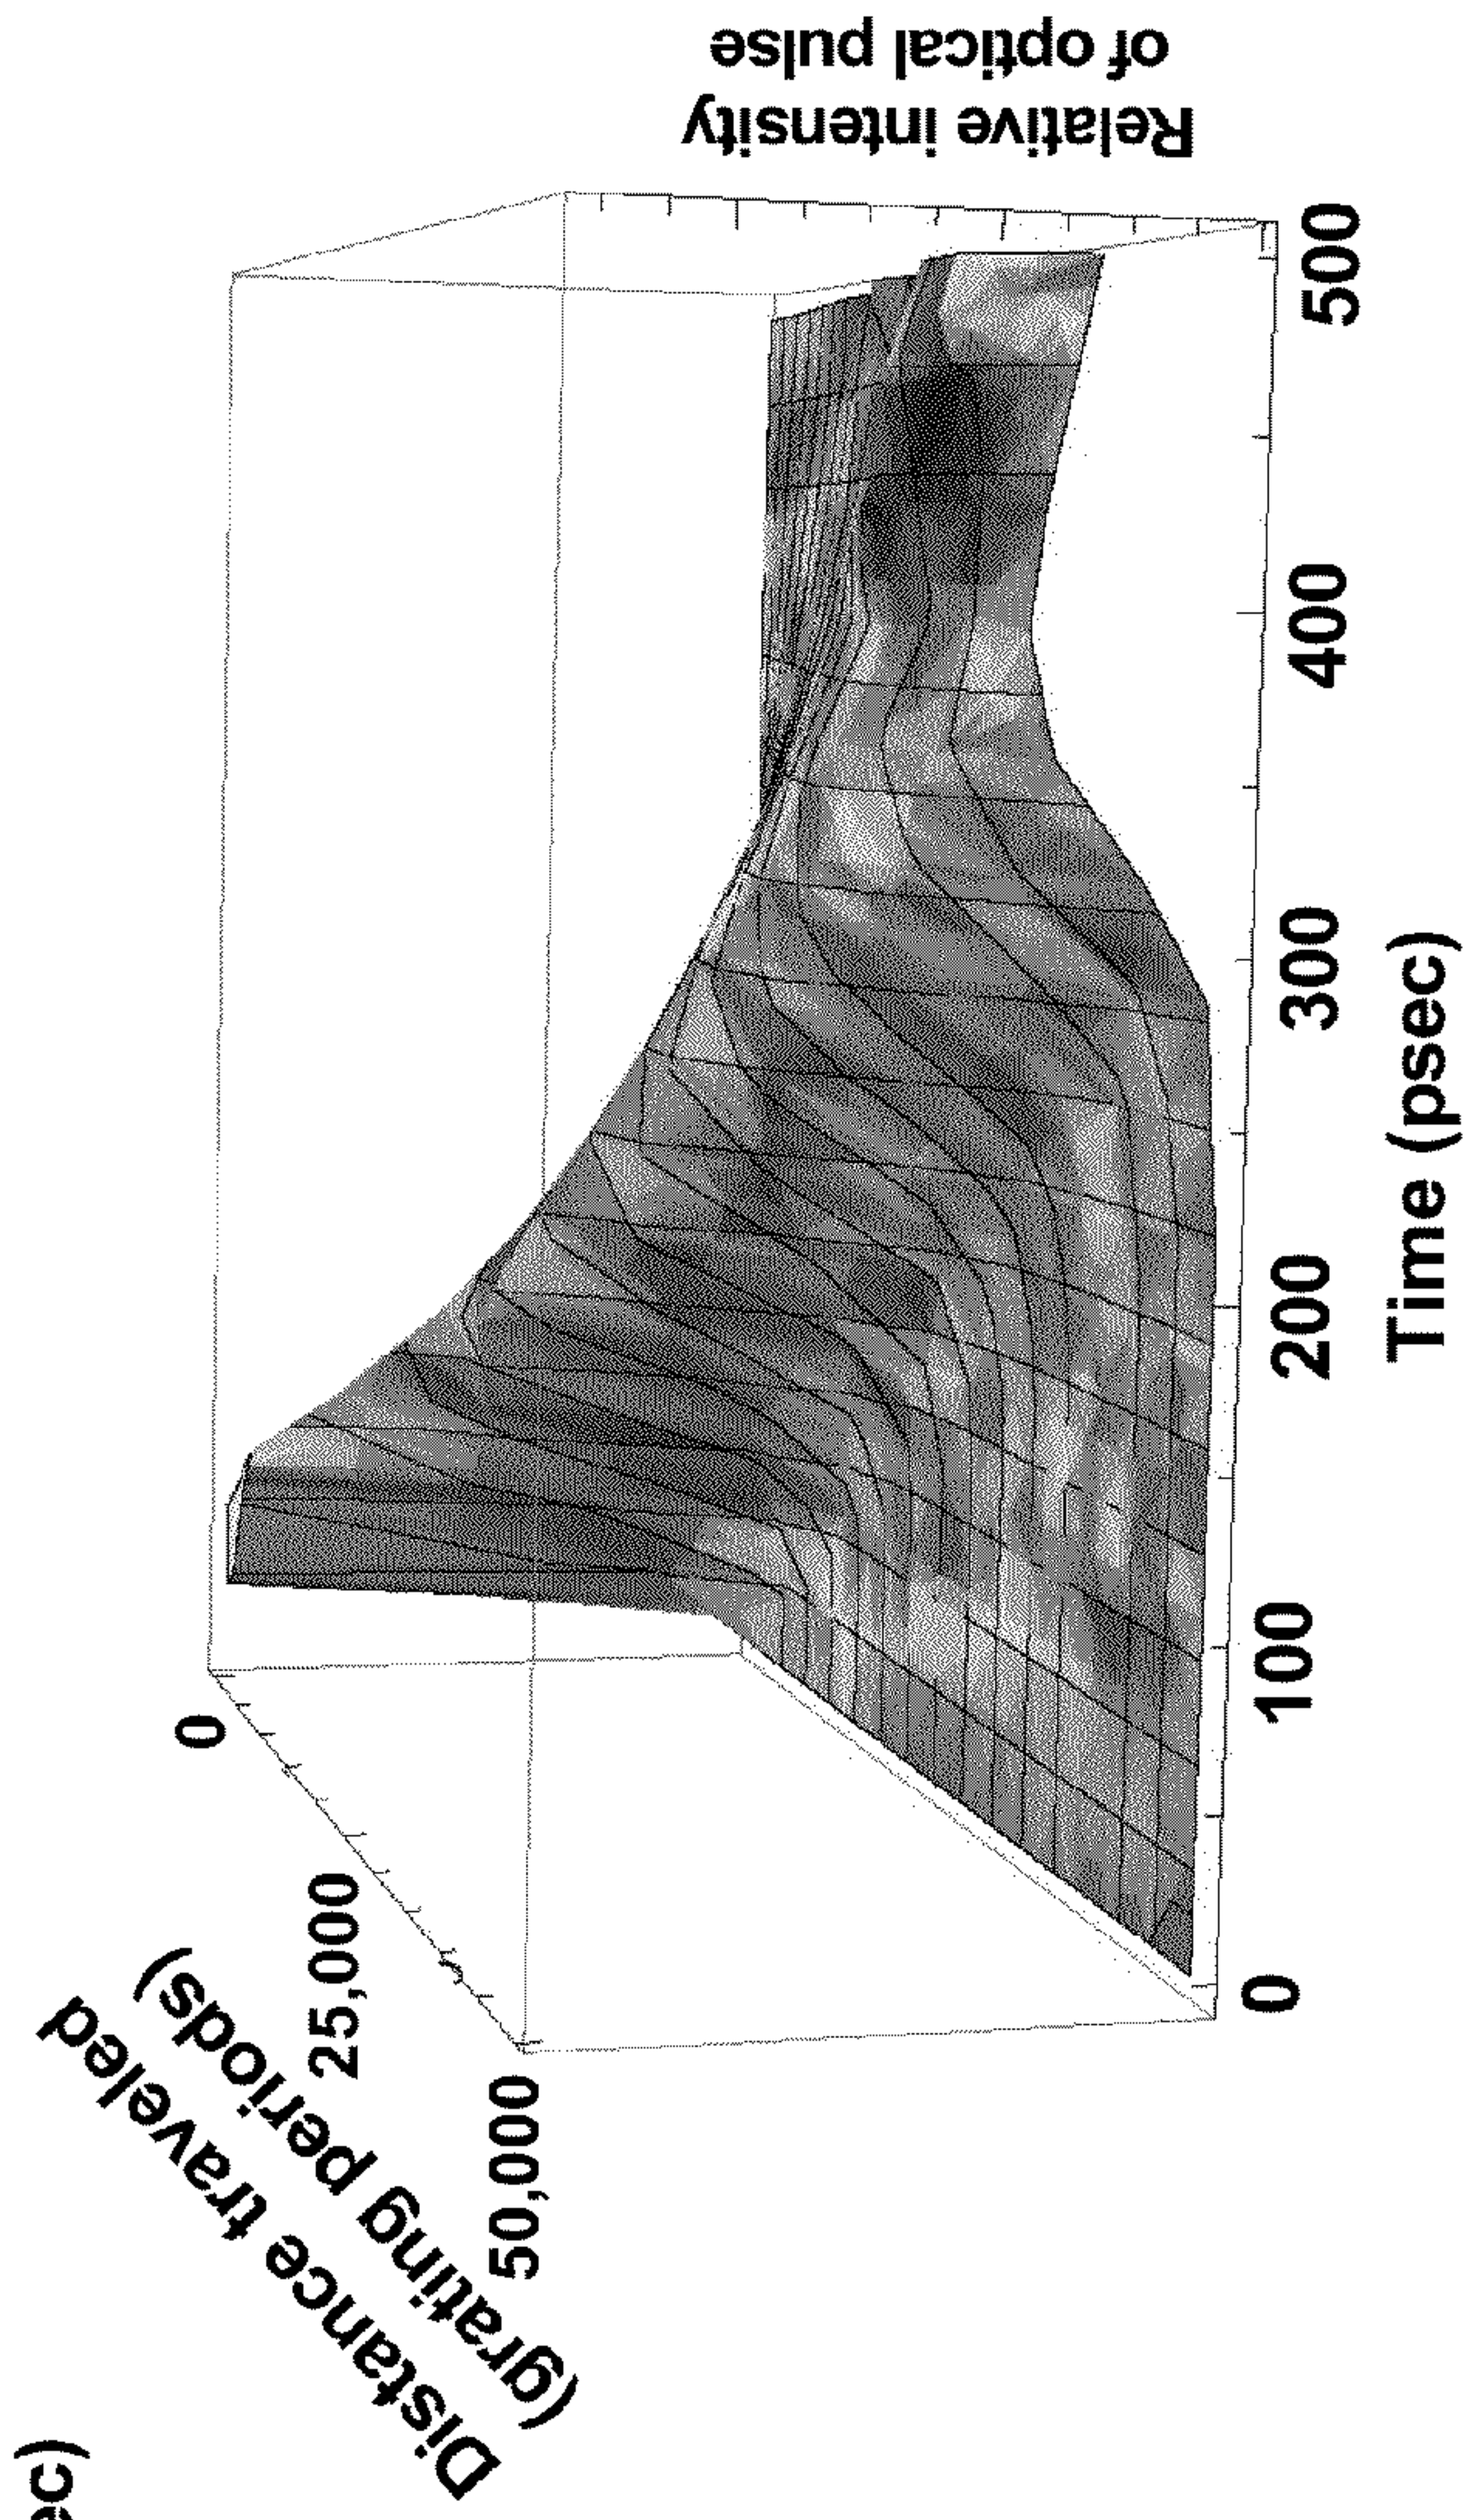 Relative intensity
of optical pulse
0
25,000
50,000
Distance traveled
(grating periods)
0
100
200
300
400
500
Time (psec)
ec)